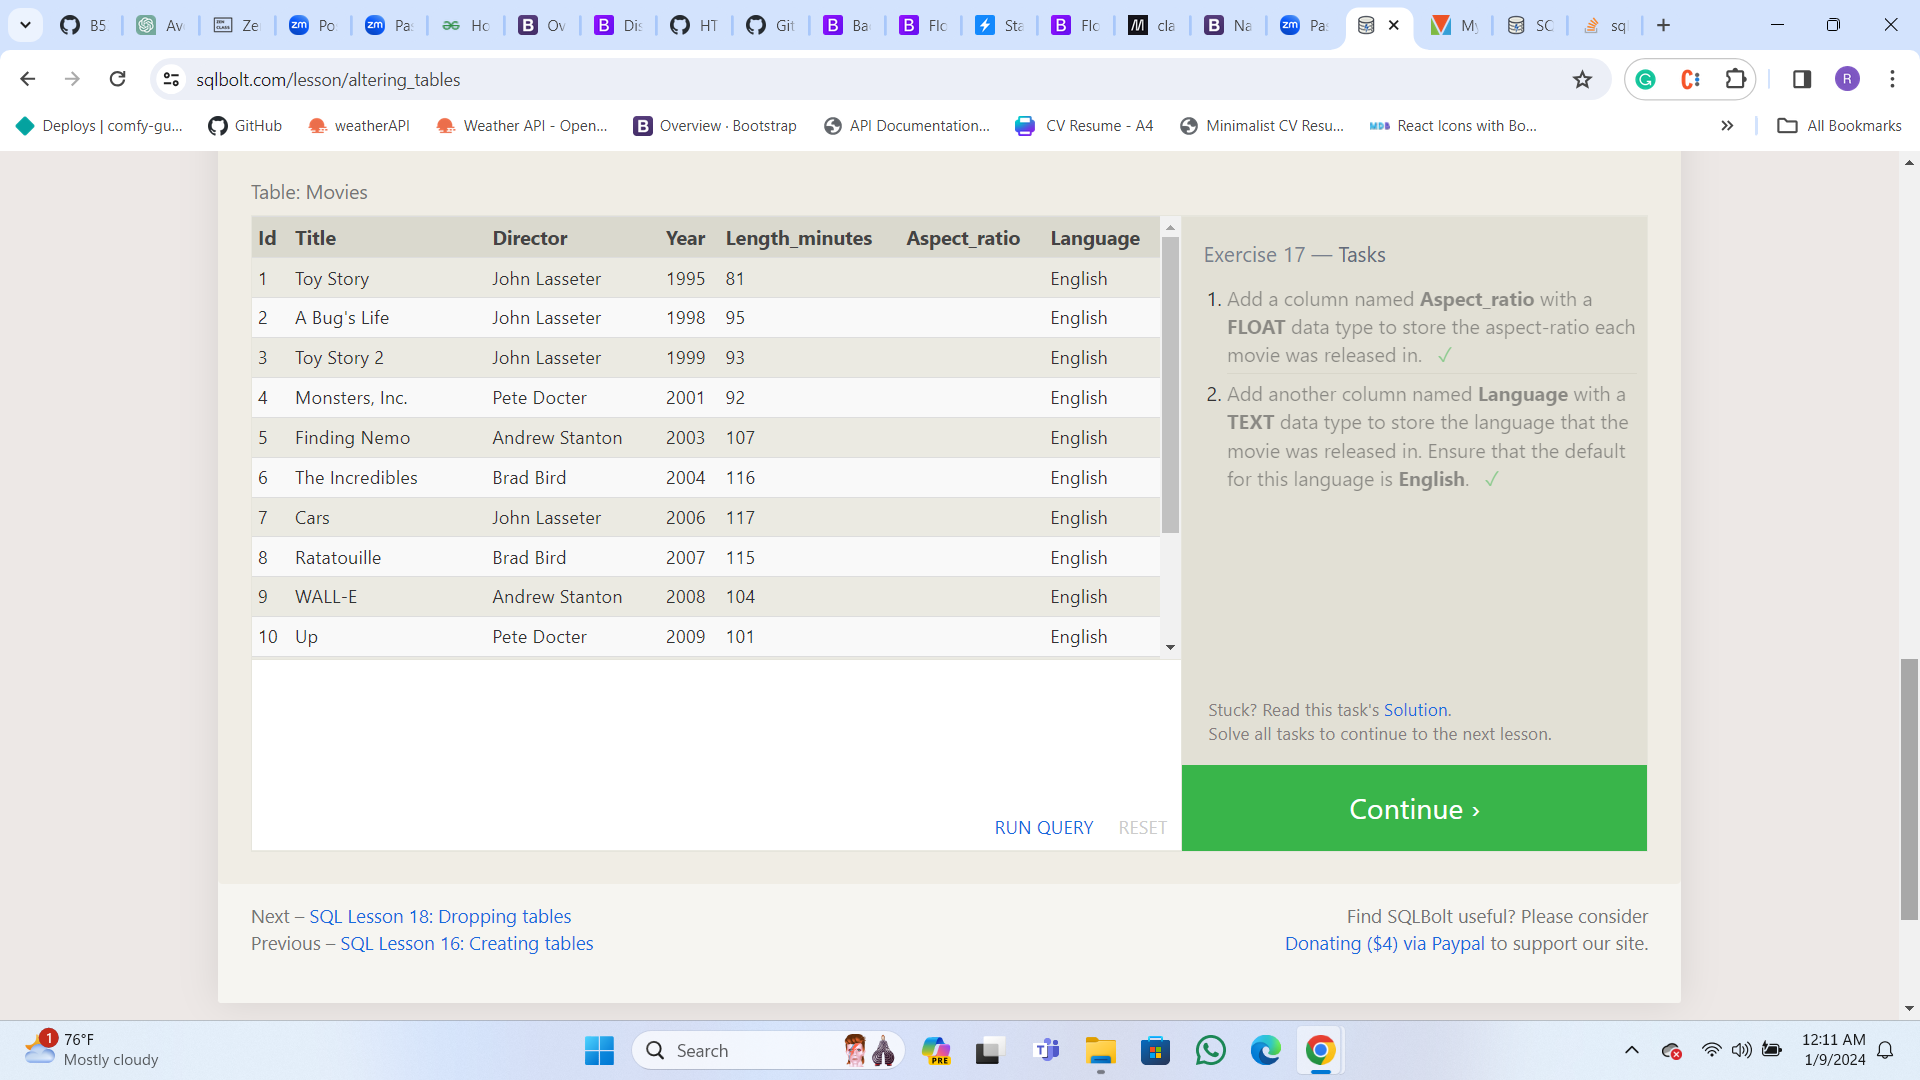 B5
Av
Zen
Pos
Pas
Ho
Ov
Dis
HT
Git
Bac
Flo
Sta
Flo
cla
Na
Pas
My
SC
sql
sqlbolt.com/lesson/altering_tables
R
Deploys | comfy-gu...
GitHub
weatherAPI
Weather API - Open...
Overview · Bootstrap
API Documentation...
CV Resume - A4
Minimalist CV Resu...
React Icons with Bo...
All Bookmarks
Table: Movies
Id Title Director Year Length_minutes Aspect_ratio Language
1 Toy Story John Lasseter 1995 81 English
2 A Bug's Life John Lasseter 1998 95 English
3 Toy Story 2 John Lasseter 1999 93 English
4 Monsters, Inc. Pete Docter 2001 92 English
5 Finding Nemo Andrew Stanton 2003 107 English
6 The Incredibles Brad Bird 2004 116 English
7 Cars John Lasseter 2006 117 English
8 Ratatouille Brad Bird 2007 115 English
9 WALL-E Andrew Stanton 2008 104 English
10 Up Pete Docter 2009 101 English
RUN QUERY RESET
Exercise 17 — Tasks
1. Add a column named Aspect_ratio with a
FLOAT data type to store the aspect-ratio each
movie was released in. ✓
2. Add another column named Language with a
TEXT data type to store the language that the
movie was released in. Ensure that the default
for this language is English. ✓
Stuck? Read this task's Solution.
Solve all tasks to continue to the next lesson.
Continue ›
Next – SQL Lesson 18: Dropping tables
Previous – SQL Lesson 16: Creating tables
Find SQLBolt useful? Please consider
Donating ($4) via Paypal to support our site.
1
76°F
Mostly cloudy
Search
PRE
12:11 AM
1/9/2024